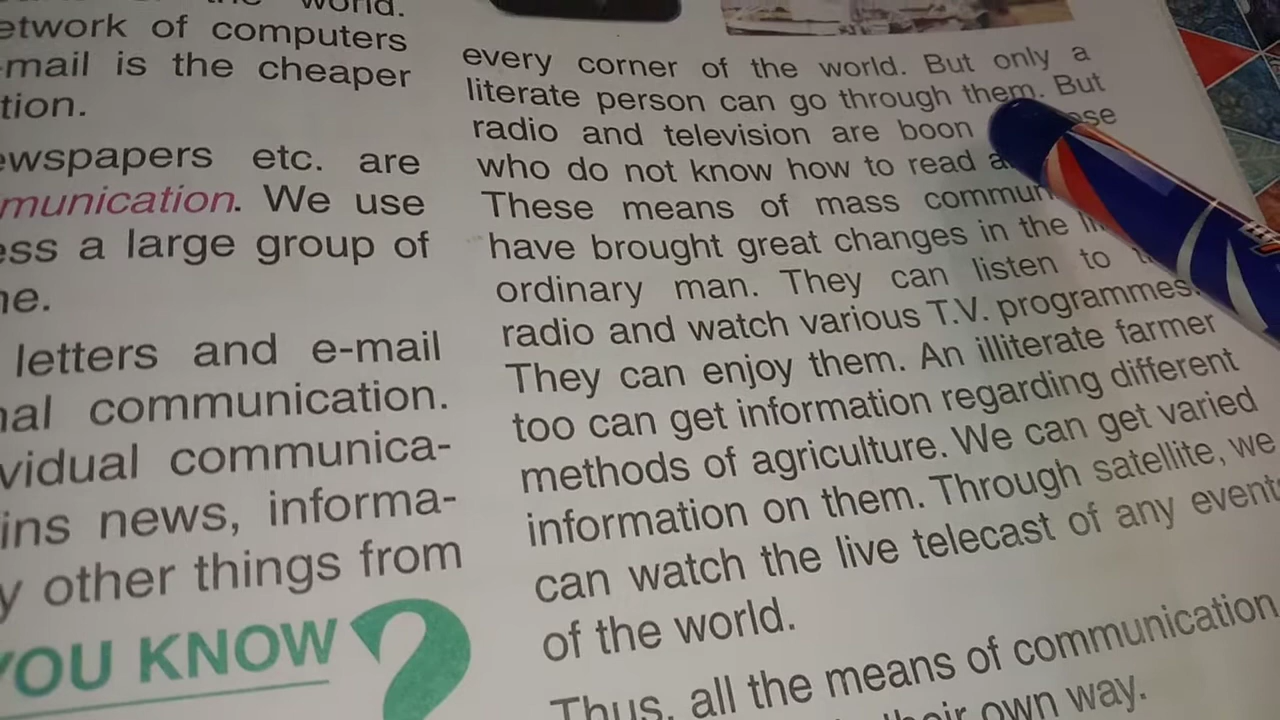 world.
etwork of computers
-mail is the cheaper
tion.
ewspapers etc. are
munication. We use
ess a large group of
ne.
letters and e-mail
nal communication.
vidual communica-
ins news, informa-
y other things from
YOU KNOW ?
every corner of the world. But only a
literate person can go through them. But
radio and television are boon
who do not know how to read
These means of mass commun
have brought great changes in the
ordinary man. They can listen to
radio and watch various T.V. programmes.
They can enjoy them. An illiterate farmer
too can get information regarding different
methods of agriculture. We can get varied
information on them. Through satellite, we
can watch the live telecast of any event
of the world.
Thus, all the means of communication
their own way.